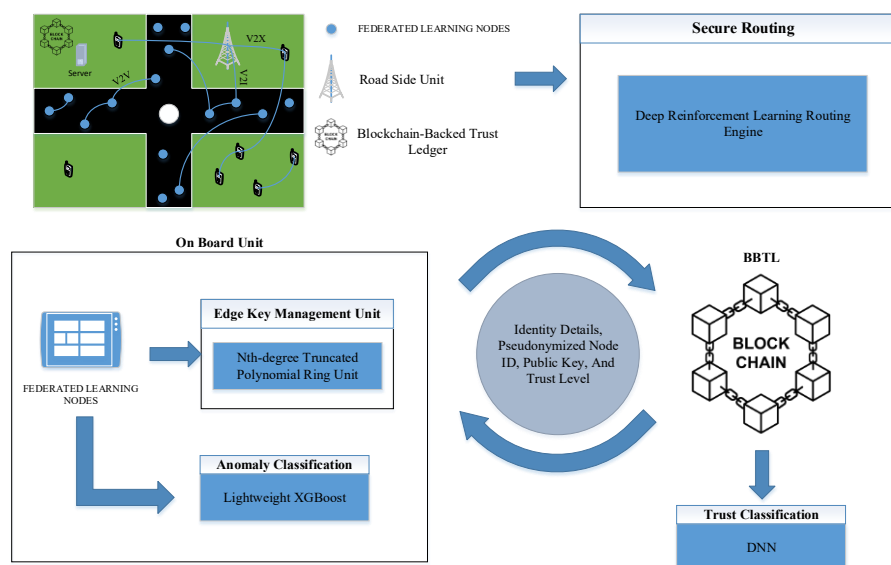 BLOCK
CHAIN
Server
V2X
V2I
V2V
FEDERATED LEARNING NODES
Road Side Unit
BLOCK
CHAIN
Blockchain-Backed Trust
Ledger
Secure Routing
Deep Reinforcement Learning Routing
Engine
On Board Unit
FEDERATED LEARNING
NODES
Edge Key Management Unit
Nth-degree Truncated
Polynomial Ring Unit
Anomaly Classification
Lightweight XGBoost
Identity Details,
Pseudonymized Node
ID, Public Key, And
Trust Level
BBTL
BLOCK
CHAIN
Trust Classification
DNN